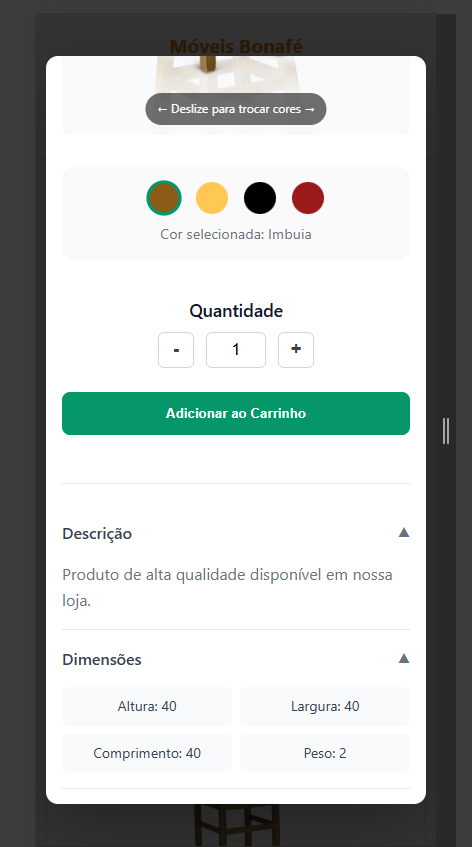 Móveis Bonafé
← Deslize para trocar cores →
Cor selecionada: Imbuia
Quantidade
- 1 +
Adicionar ao Carrinho
Descrição ▲
Produto de alta qualidade disponível em nossa
loja.
Dimensões ▲
Altura: 40 Largura: 40
Comprimento: 40 Peso: 2